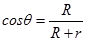 cosθ = R / (R + r)